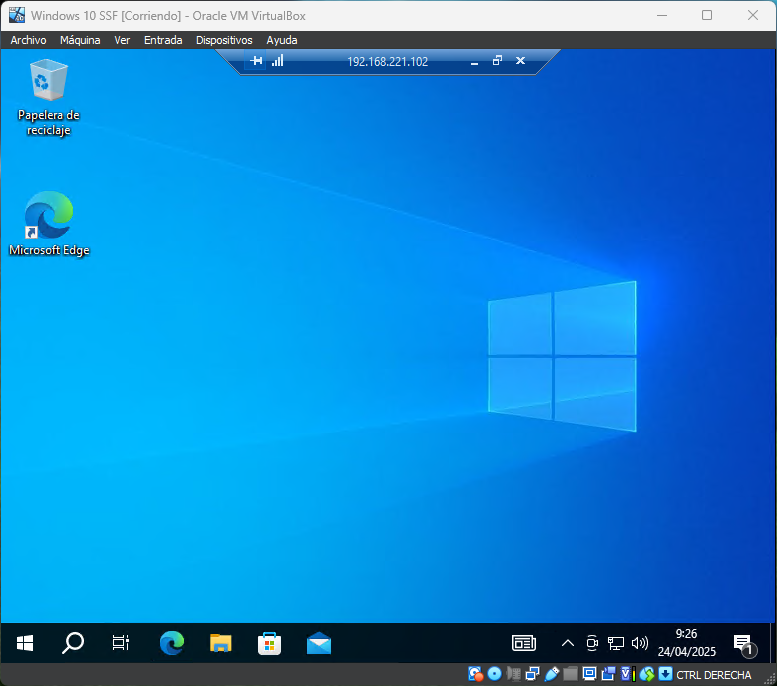 Windows 10 SSF [Corriendo] - Oracle VM VirtualBox
Archivo Máquina Ver Entrada Dispositivos Ayuda
192.168.221.102
Papelera de
reciclaje
Microsoft Edge
9:26
24/04/2025
1
CTRL DERECHA